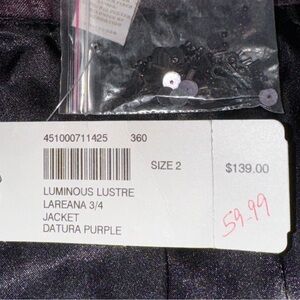 451000711425 360
SIZE 2 $139.00
LUMINOUS LUSTRE
LAREANA 3/4
JACKET
DATURA PURPLE
59.99